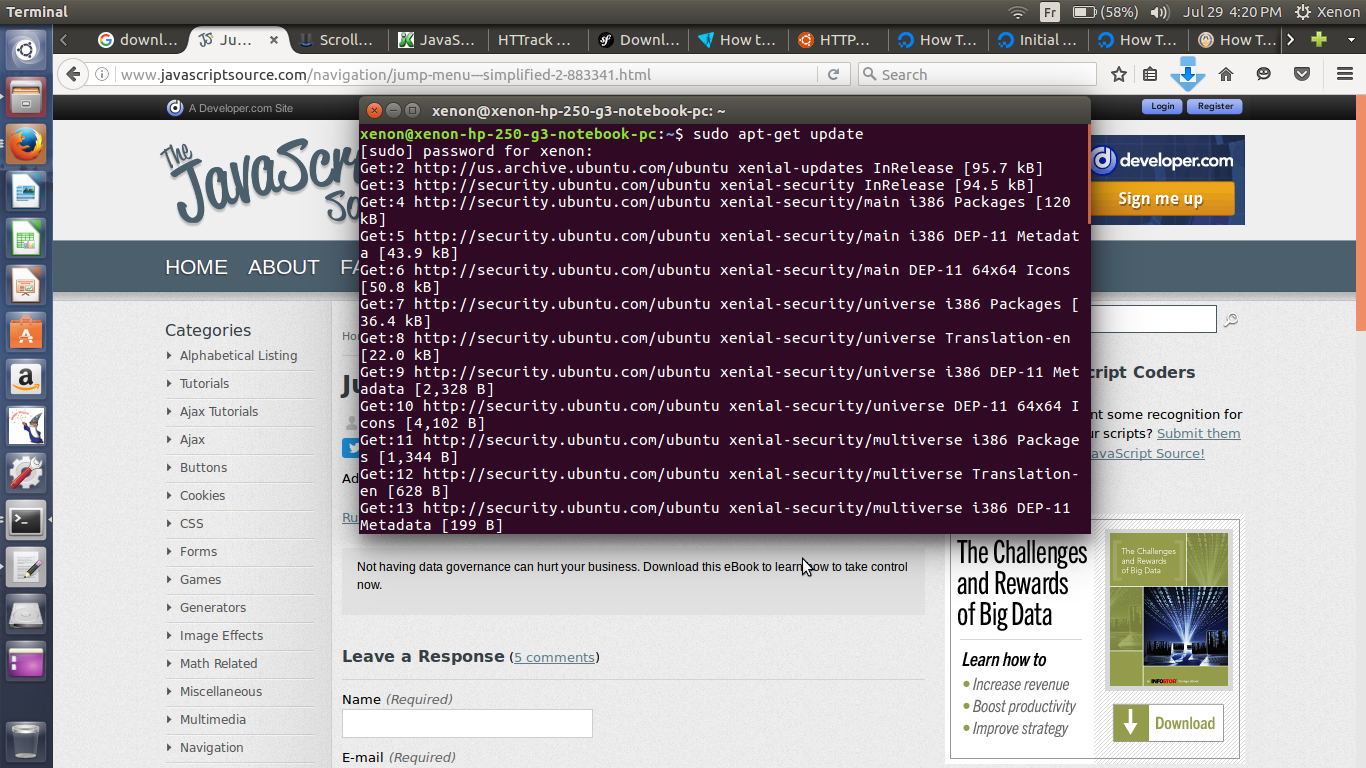 Terminal
Fr
(58%)
Jul 29 4:20 PM
Xenon
downl...
Ju...
Scroll...
JavaS...
HTTrack
Downl...
How t...
HTTP...
How T...
Initial ...
How T...
How T...
www.javascriptsource.com/navigation/jump-menu—simplified-2-883341.html
Search
A Developer.com Site
Login
Register
xenon@xenon-hp-250-g3-notebook-pc: ~
xenon@xenon-hp-250-g3-notebook-pc:~$ sudo apt-get update
[sudo] password for xenon:
Get:2 http://us.archive.ubuntu.com/ubuntu xenial-updates InRelease [95.7 kB]
Get:3 http://security.ubuntu.com/ubuntu xenial-security InRelease [94.5 kB]
Get:4 http://security.ubuntu.com/ubuntu xenial-security/main i386 Packages [120
kB]
Get:5 http://security.ubuntu.com/ubuntu xenial-security/main i386 DEP-11 Metadat
a [43.9 kB]
Get:6 http://security.ubuntu.com/ubuntu xenial-security/main DEP-11 64x64 Icons
[50.8 kB]
Get:7 http://security.ubuntu.com/ubuntu xenial-security/universe i386 Packages [
36.4 kB]
Get:8 http://security.ubuntu.com/ubuntu xenial-security/universe Translation-en
[22.0 kB]
Get:9 http://security.ubuntu.com/ubuntu xenial-security/universe i386 DEP-11 Met
adata [2,328 B]
Get:10 http://security.ubuntu.com/ubuntu xenial-security/universe DEP-11 64x64 I
cons [4,102 B]
Get:11 http://security.ubuntu.com/ubuntu xenial-security/multiverse i386 Package
s [1,344 B]
Get:12 http://security.ubuntu.com/ubuntu xenial-security/multiverse Translation-
en [628 B]
Get:13 http://security.ubuntu.com/ubuntu xenial-security/multiverse i386 DEP-11
Metadata [199 B]
The
JavaScr
So
developer.com
Sign me up
HOME
ABOUT
FA
Categories
Alphabetical Listing
Tutorials
Ajax Tutorials
Ajax
Buttons
Cookies
CSS
Forms
Games
Generators
Image Effects
Math Related
Miscellaneous
Multimedia
Navigation
Ho
Ju
Ad
Ru
cript Coders
nt some recognition for
ur scripts? Submit them
avaScript Source!
Not having data governance can hurt your business. Download this eBook to learn how to take control
now.
Leave a Response (5 comments)
Name (Required)
E-mail (Required)
The Challenges
and Rewards
of Big Data
Learn how to
• Increase revenue
• Boost productivity
• Improve strategy
The Challenges
and Rewards
of Big Data
INFOSTOR
Download